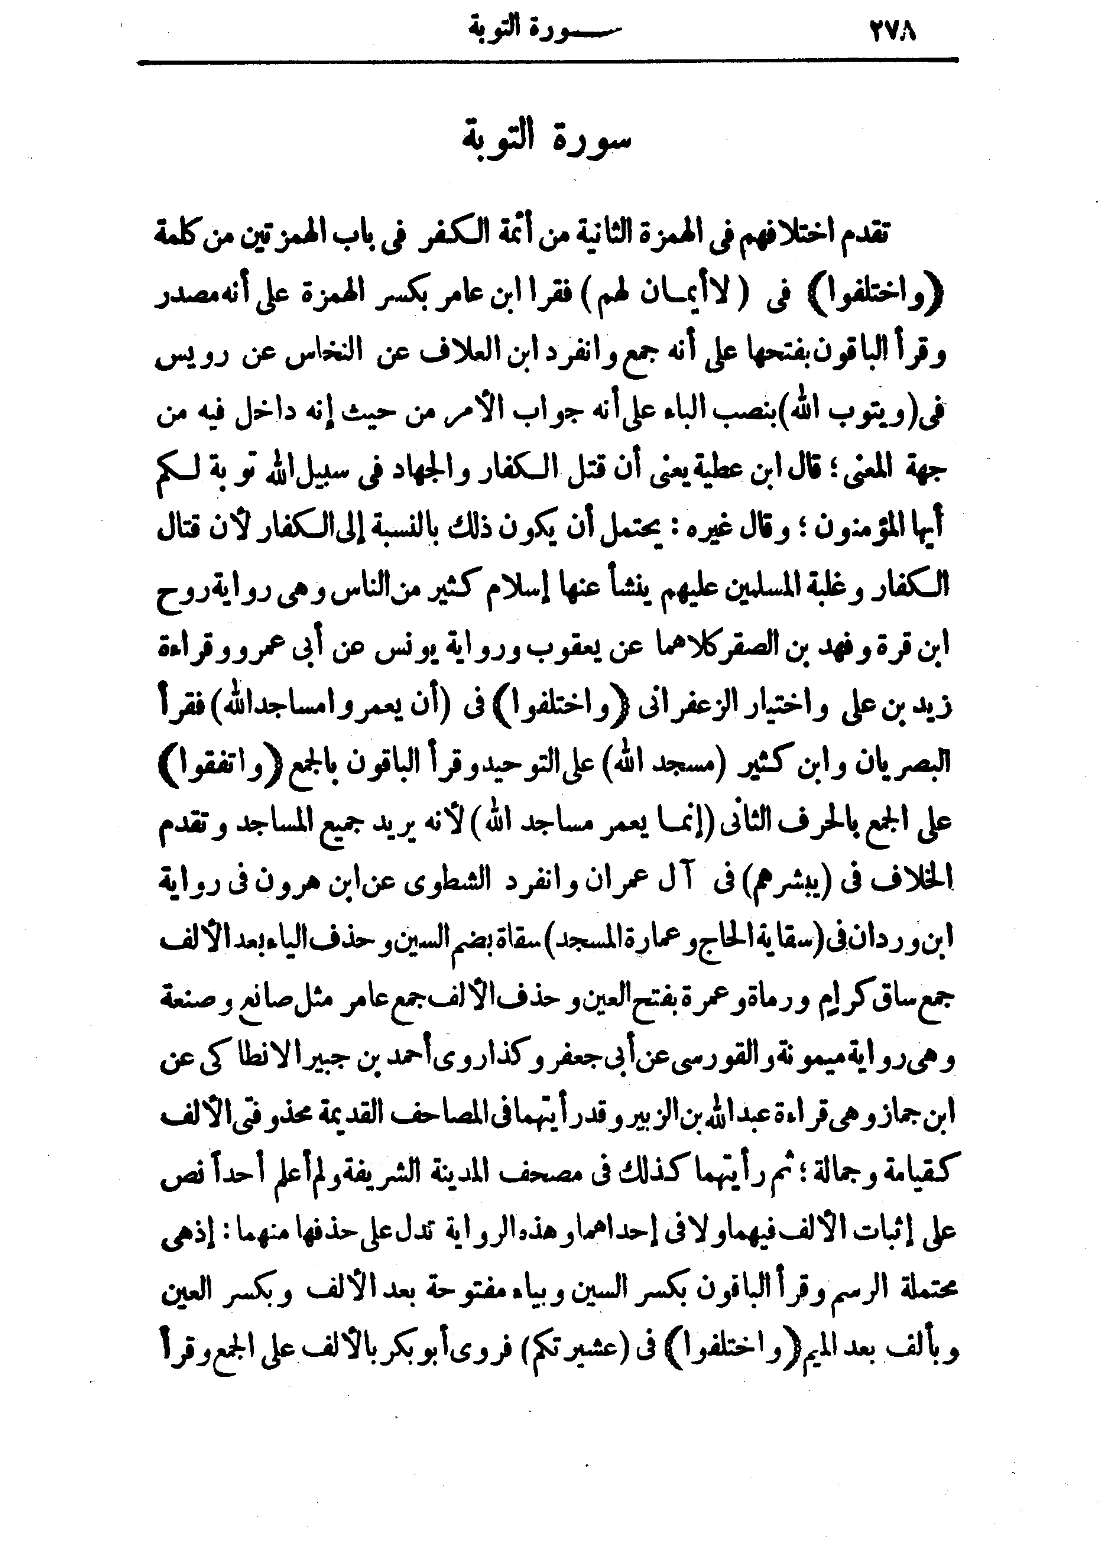 ٢٧٨ سورة التوبة
سورة التوبة
تقدم اختلافهم فى الهمزة الثانية من أئمة الكفر فى باب الهمزتين من كلمة
(واختلفوا) فى (لاأيمان لهم) فقرا ابن عامر بكسر الهمزة على أنه مصدر
وقرأ الباقون بفتحها على أنه جمع وانفرد ابن العلاف عن النخاس عن رويس
فى (ويتوب الله) بنصب الباء على أنه جواب الأمر من حيث إنه داخل فيه من
جهة المعنى ؛ قال ابن عطية يعنى أن قتل الكفار والجهاد فى سبيل الله توبة لكم
أيها المؤمنون ؛ وقال غيره : يحتمل أن يكون ذلك بالنسبة إلى الكفار لأن قتال
الكفار وغلبة المسلمين عليهم ينشأ عنها إسلام كثير من الناس وهى رواية روح
ابن قرة وفهد بن الصقر كلاهما عن يعقوب ورواية يونس عن أبى عمرو وقراءة
زيد بن على واختيار الزعفرانى (واختلفوا) فى (أن يعمروا مساجد الله) فقرأ
البصريان وابن كثير (مسجد الله) على التوحيد وقرأ الباقون بالجمع (واتفقوا)
على الجمع بالحرف الثانى (إنما يعمر مساجد الله) لأنه يريد جميع المساجد وتقدم
الخلاف فى (يبشرهم) فى آل عمران وانفرد الشطوى عن ابن هرون فى رواية
ابن وردان فى (سقاية الحاج وعمارة المسجد) سقاة بضم السين وحذف الياء بعد الألف
جمع ساق كرام ورماة وعمرة بفتح العين وحذف الألف جمع عامر مثل صانع وصنعة
وهى رواية ميمونة والقورسى عن أبى جعفر وكذا روى أحمد بن جبير الانطاكى عن
ابن جماز وهى قراءة عبد الله بن الزبير وقد رأيتهما فى المصاحف القديمة محذوفتى الألف
كقيامة وجمالة ؛ ثم رأيتهما كذلك فى مصحف المدينة الشريفة ولم أعلم أحداً نص
على إثبات الألف فيهما ولا فى إحداهما وهذه الرواية تدل على حذفها منهما : إذ هى
محتملة الرسم وقرأ الباقون بكسر السين وبياء مفتوحة بعد الألف وبكسر العين
وبألف بعد الميم (واختلفوا) فى (عشيرتكم) فروى أبو بكر بالألف على الجمع وقرأ